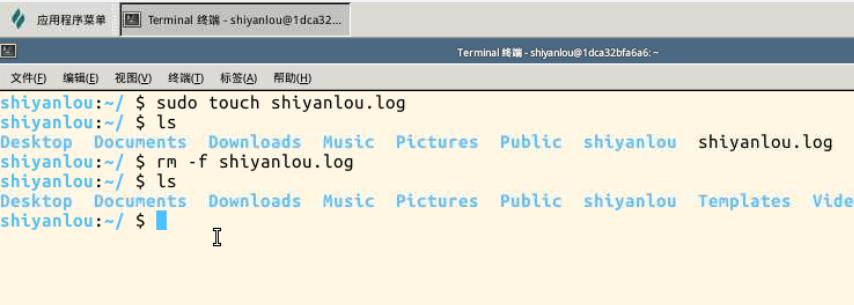 应用程序菜单 Terminal 终端 - shiyanlou@1dca32...
Terminal 终端 - shiyanlou@1dca32bfa6a6: ~
文件(F) 编辑(E) 视图(V) 终端(T) 标签(A) 帮助(H)
shiyanlou:~/ $ sudo touch shiyanlou.log
shiyanlou:~/ $ ls
Desktop Documents Downloads Music Pictures Public shiyanlou shiyanlou.log
shiyanlou:~/ $ rm -f shiyanlou.log
shiyanlou:~/ $ ls
Desktop Documents Downloads Music Pictures Public shiyanlou Templates Vide
shiyanlou:~/ $